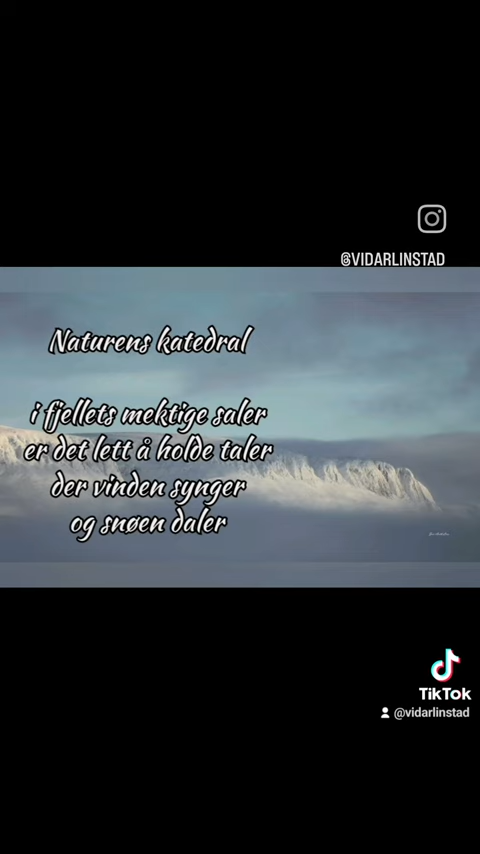 @VIDARLINSTAD
Naturens katedral
i fjellets mektige saler
er det lett å holde taler
der vinden synger
og snøen daler
TikTok
@vidarlinstad